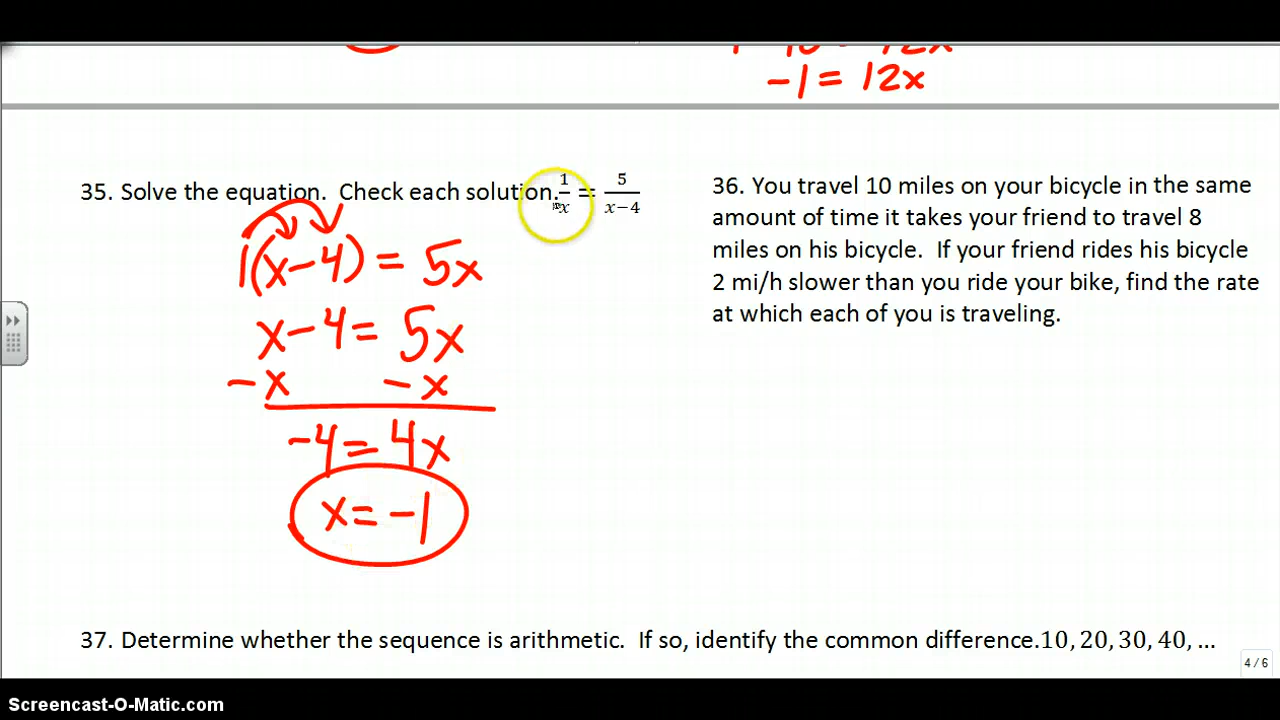 -1 = 12x
35. Solve the equation. Check each solution. 1/x = 5/(x−4)
1(x-4) = 5x
x-4 = 5x
-x -x
-4 = 4x
x = -1
36. You travel 10 miles on your bicycle in the same
amount of time it takes your friend to travel 8
miles on his bicycle. If your friend rides his bicycle
2 mi/h slower than you ride your bike, find the rate
at which each of you is traveling.
37. Determine whether the sequence is arithmetic. If so, identify the common difference.10, 20, 30, 40, ...
4 / 6
Screencast-O-Matic.com